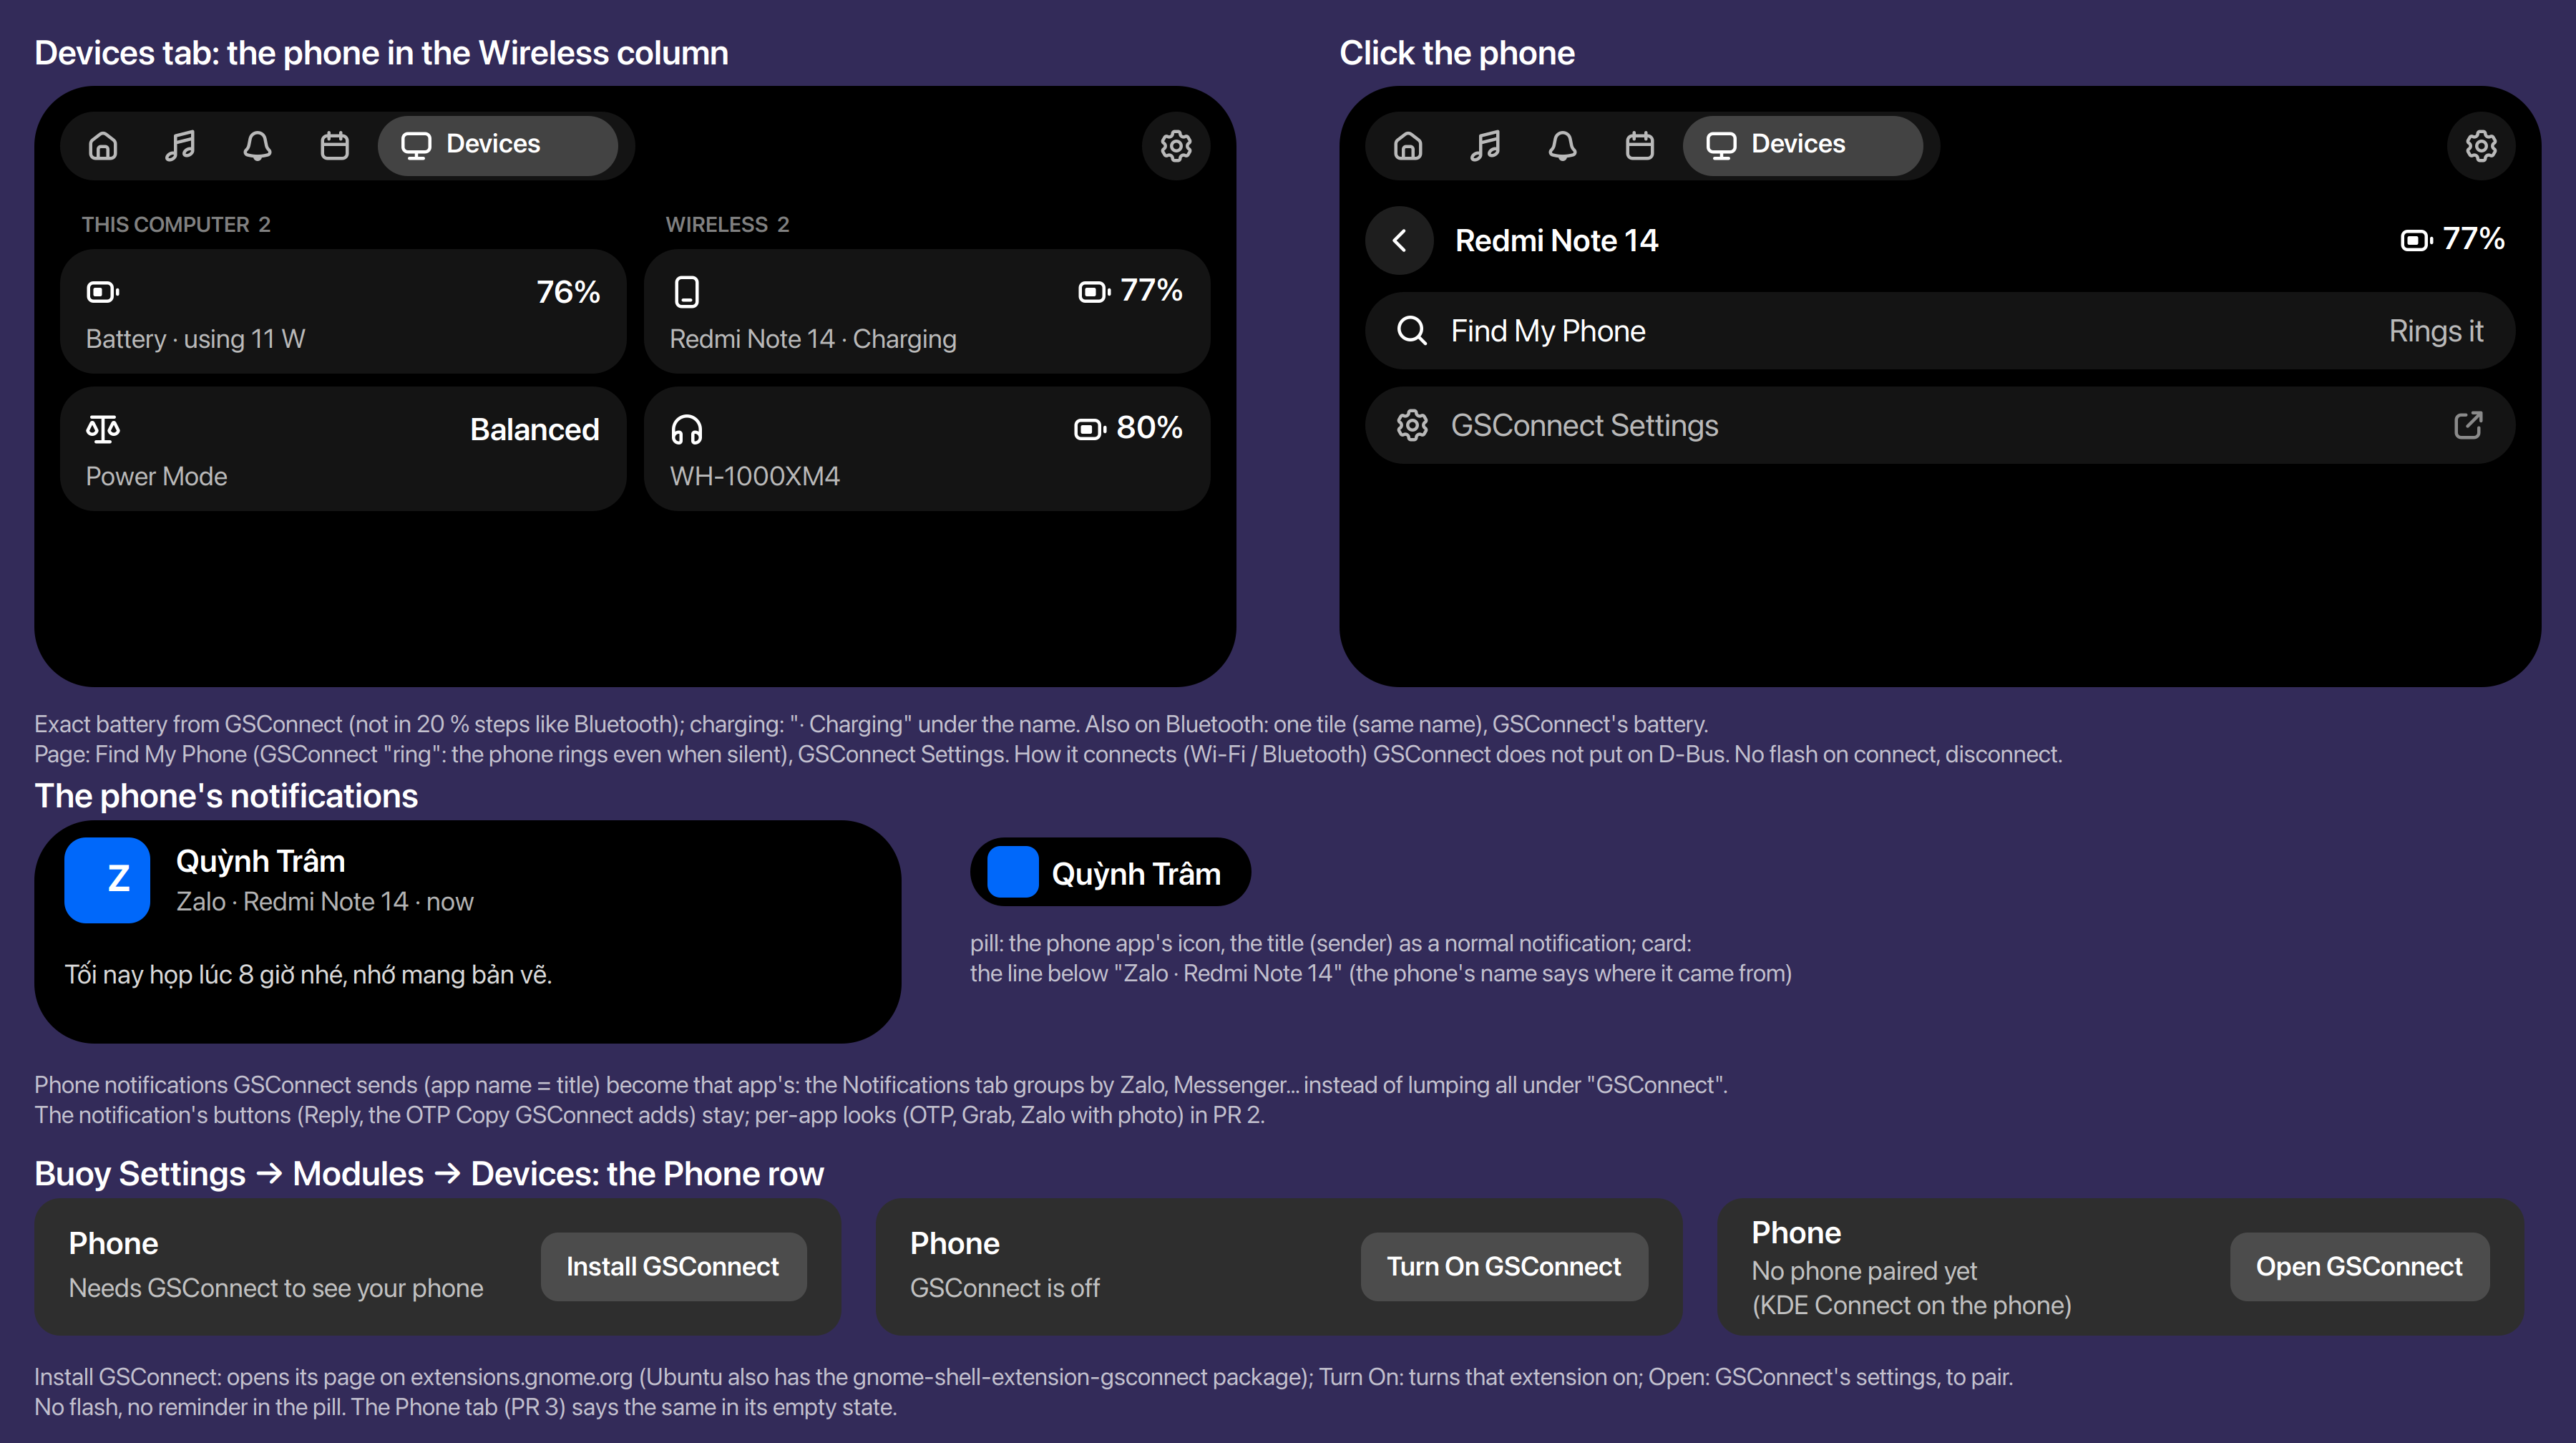 Devices tab: the phone in the Wireless column
Click the phone
Devices
Devices
THIS COMPUTER 2
WIRELESS 2
76%
Battery · using 11 W
77%
Redmi Note 14 · Charging
Balanced
Power Mode
80%
WH-1000XM4
Redmi Note 14
77%
Find My Phone
Rings it
GSConnect Settings
Exact battery from GSConnect (not in 20 % steps like Bluetooth); charging: "· Charging" under the name. Also on Bluetooth: one tile (same name), GSConnect's battery.
Page: Find My Phone (GSConnect "ring": the phone rings even when silent), GSConnect Settings. How it connects (Wi-Fi / Bluetooth) GSConnect does not put on D-Bus. No flash on connect, disconnect.
The phone's notifications
Z
Quỳnh Trâm
Zalo · Redmi Note 14 · now
Tối nay họp lúc 8 giờ nhé, nhớ mang bản vẽ.
Quỳnh Trâm
pill: the phone app's icon, the title (sender) as a normal notification; card:
the line below "Zalo · Redmi Note 14" (the phone's name says where it came from)
Phone notifications GSConnect sends (app name = title) become that app's: the Notifications tab groups by Zalo, Messenger... instead of lumping all under "GSConnect".
The notification's buttons (Reply, the OTP Copy GSConnect adds) stay; per-app looks (OTP, Grab, Zalo with photo) in PR 2.
Buoy Settings → Modules → Devices: the Phone row
Phone
Needs GSConnect to see your phone
Install GSConnect
Phone
GSConnect is off
Turn On GSConnect
Phone
No phone paired yet
(KDE Connect on the phone)
Open GSConnect
Install GSConnect: opens its page on extensions.gnome.org (Ubuntu also has the gnome-shell-extension-gsconnect package); Turn On: turns that extension on; Open: GSConnect's settings, to pair.
No flash, no reminder in the pill. The Phone tab (PR 3) says the same in its empty state.